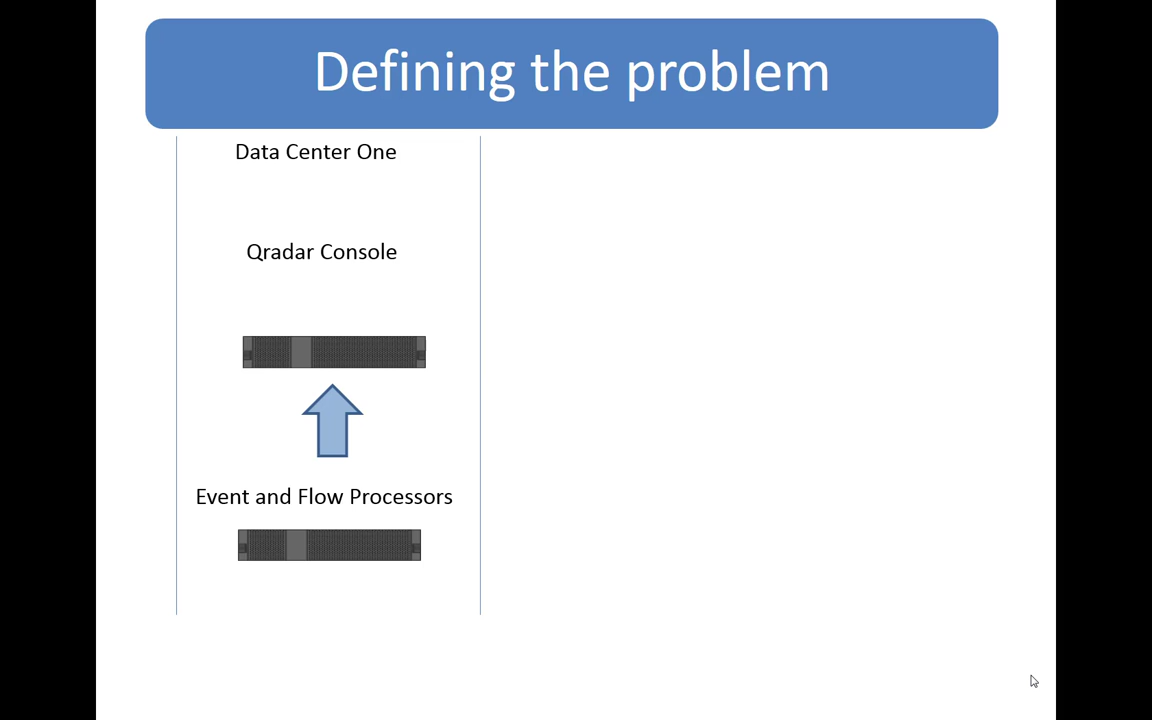 Defining the problem
Data Center One
Qradar Console
Event and Flow Processors